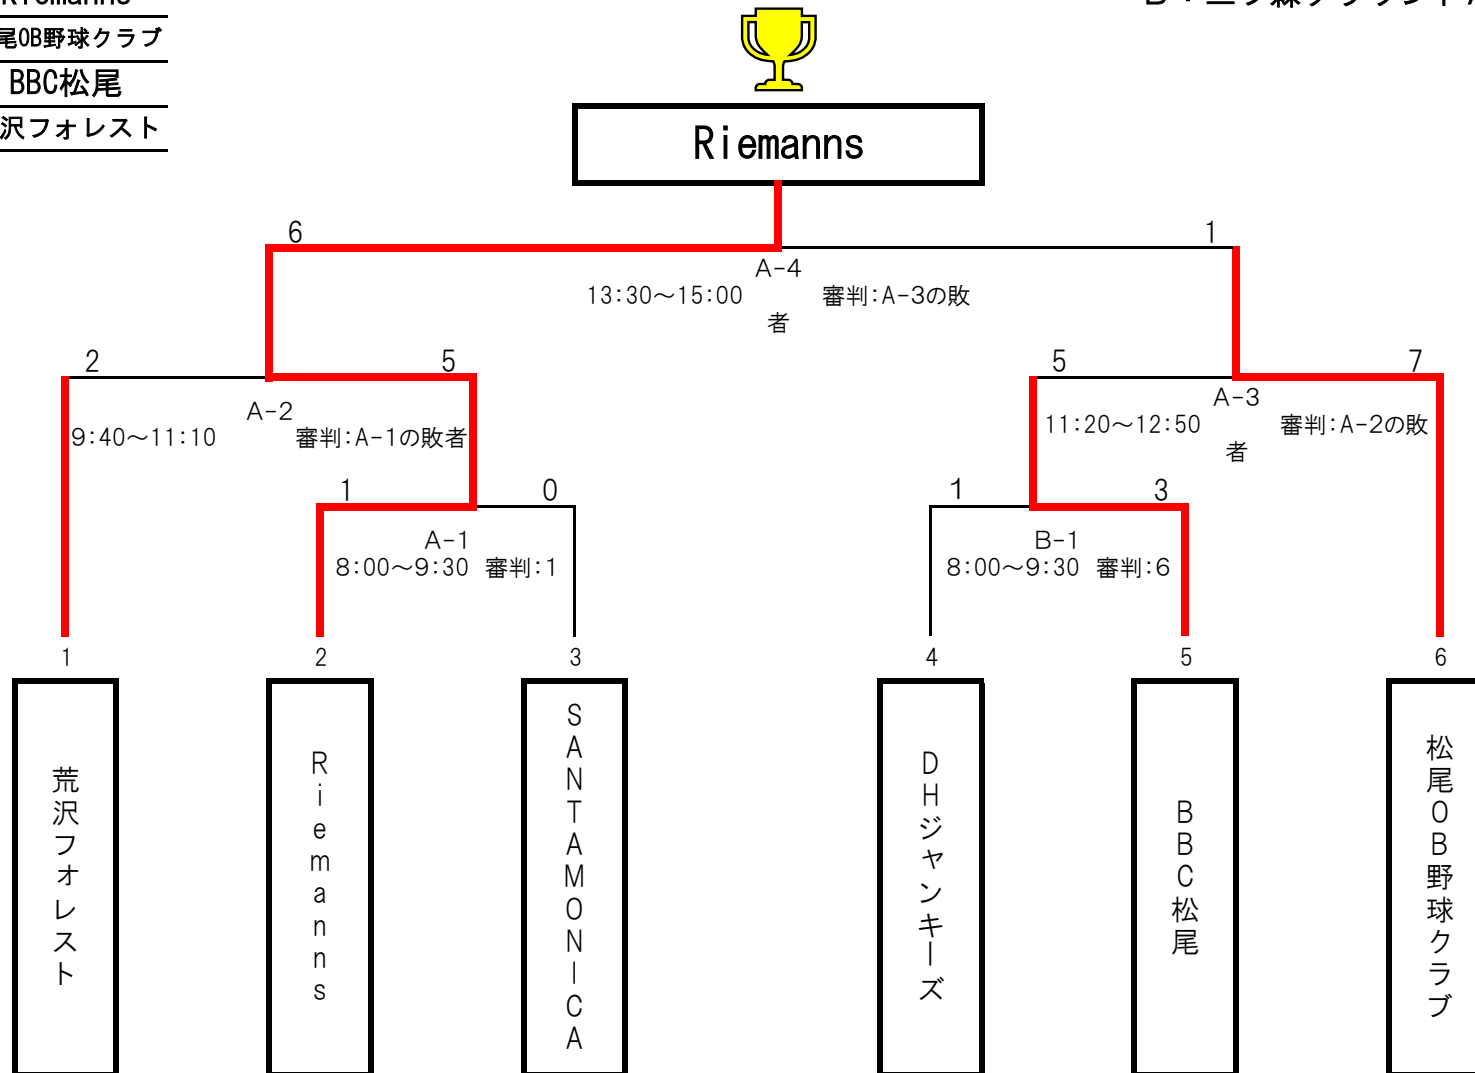 Riemanns
尾OB野球クラブ
BBC松尾
沢フォレスト
Riemanns
6
1
A-4
13:30～15:00 審判:A-3の敗
者
2
5
5
7
A-2
9:40～11:10 審判:A-1の敗者
A-3
11:20～12:50 審判:A-2の敗
者
1
0
1
3
A-1
8:00～9:30 審判:1
B-1
8:00～9:30 審判:6
1
2
3
4
5
6
荒沢フォレスト
Riemanns
SANTAMONICA
DHジャンキーズ
BBC松尾
松尾OB野球クラブ